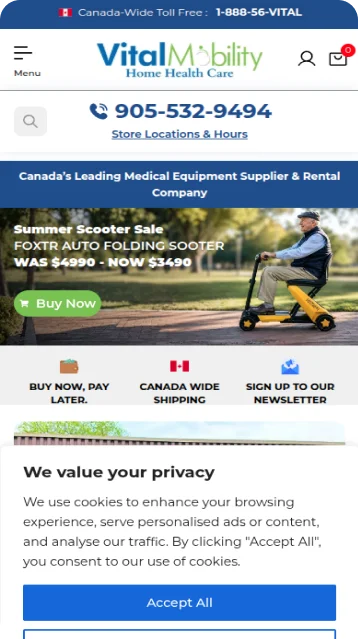 Canada-Wide Toll Free : 1-888-56-VITAL
Menu
VitalMobility
Home Health Care
0
905-532-9494
Store Locations & Hours
Canada's Leading Medical Equipment Supplier & Rental
Company
Summer Scooter Sale
FOXTR AUTO FOLDING SOOTER
WAS $4990 - NOW $3490
Buy Now
BUY NOW, PAY
LATER.
CANADA WIDE
SHIPPING
SIGN UP TO OUR
NEWSLETTER
We value your privacy
We use cookies to enhance your browsing
experience, serve personalised ads or content,
and analyse our traffic. By clicking "Accept All",
you consent to our use of cookies.
Accept All